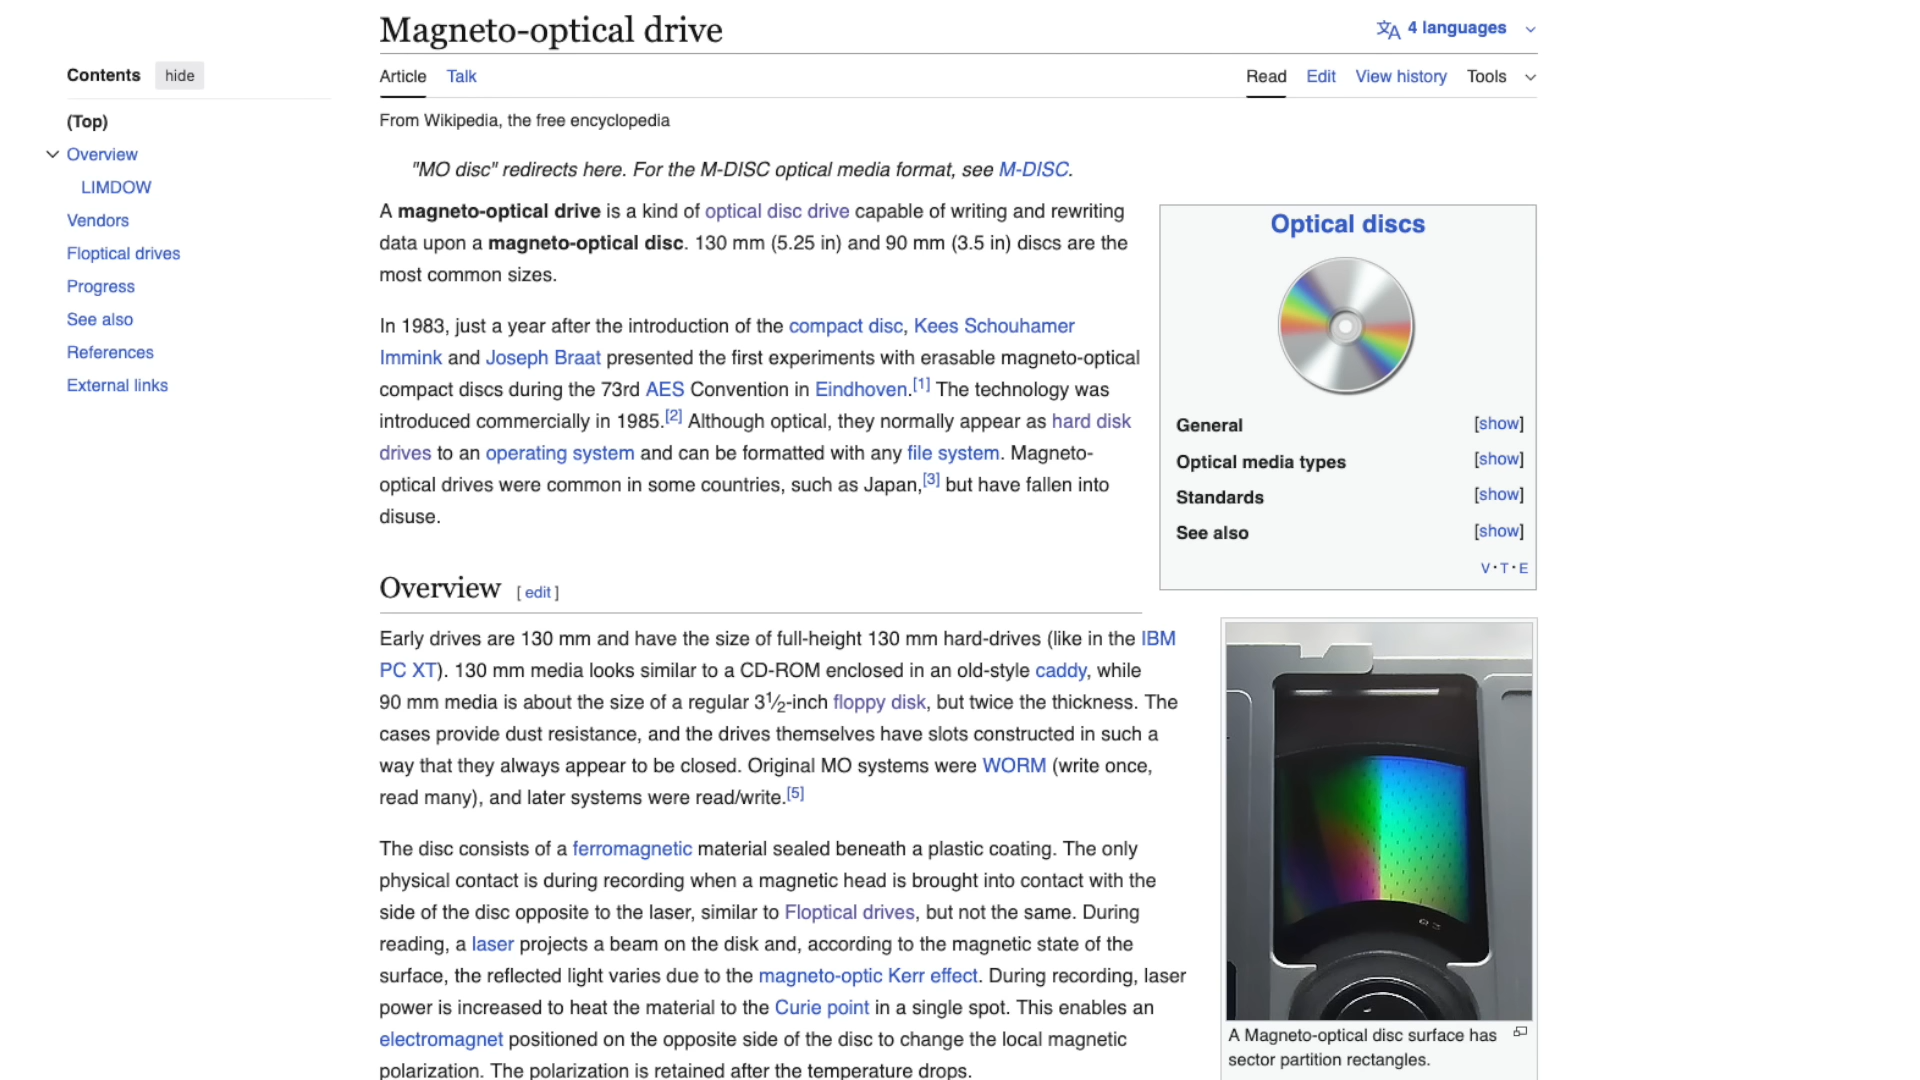 Magneto-optical drive
4 languages
Contents hide
Article Talk Read Edit View history Tools
From Wikipedia, the free encyclopedia
(Top)
Overview
LIMDOW
Vendors
Floptical drives
Progress
See also
References
External links
"MO disc" redirects here. For the M-DISC optical media format, see M-DISC.
A magneto-optical drive is a kind of optical disc drive capable of writing and rewriting
data upon a magneto-optical disc. 130 mm (5.25 in) and 90 mm (3.5 in) discs are the
most common sizes.
In 1983, just a year after the introduction of the compact disc, Kees Schouhamer
Immink and Joseph Braat presented the first experiments with erasable magneto-optical
compact discs during the 73rd AES Convention in Eindhoven.[1] The technology was
introduced commercially in 1985.[2] Although optical, they normally appear as hard disk
drives to an operating system and can be formatted with any file system. Magneto-
optical drives were common in some countries, such as Japan,[3] but have fallen into
disuse.
Optical discs
General [show]
Optical media types [show]
Standards [show]
See also [show]
V·T·E
Overview [ edit ]
Early drives are 130 mm and have the size of full-height 130 mm hard-drives (like in the IBM
PC XT). 130 mm media looks similar to a CD-ROM enclosed in an old-style caddy, while
90 mm media is about the size of a regular 3½-inch floppy disk, but twice the thickness. The
cases provide dust resistance, and the drives themselves have slots constructed in such a
way that they always appear to be closed. Original MO systems were WORM (write once,
read many), and later systems were read/write.[5]
The disc consists of a ferromagnetic material sealed beneath a plastic coating. The only
physical contact is during recording when a magnetic head is brought into contact with the
side of the disc opposite to the laser, similar to Floptical drives, but not the same. During
reading, a laser projects a beam on the disk and, according to the magnetic state of the
surface, the reflected light varies due to the magneto-optic Kerr effect. During recording, laser
power is increased to heat the material to the Curie point in a single spot. This enables an
electromagnet positioned on the opposite side of the disc to change the local magnetic
polarization. The polarization is retained after the temperature drops.
A Magneto-optical disc surface has
sector partition rectangles.